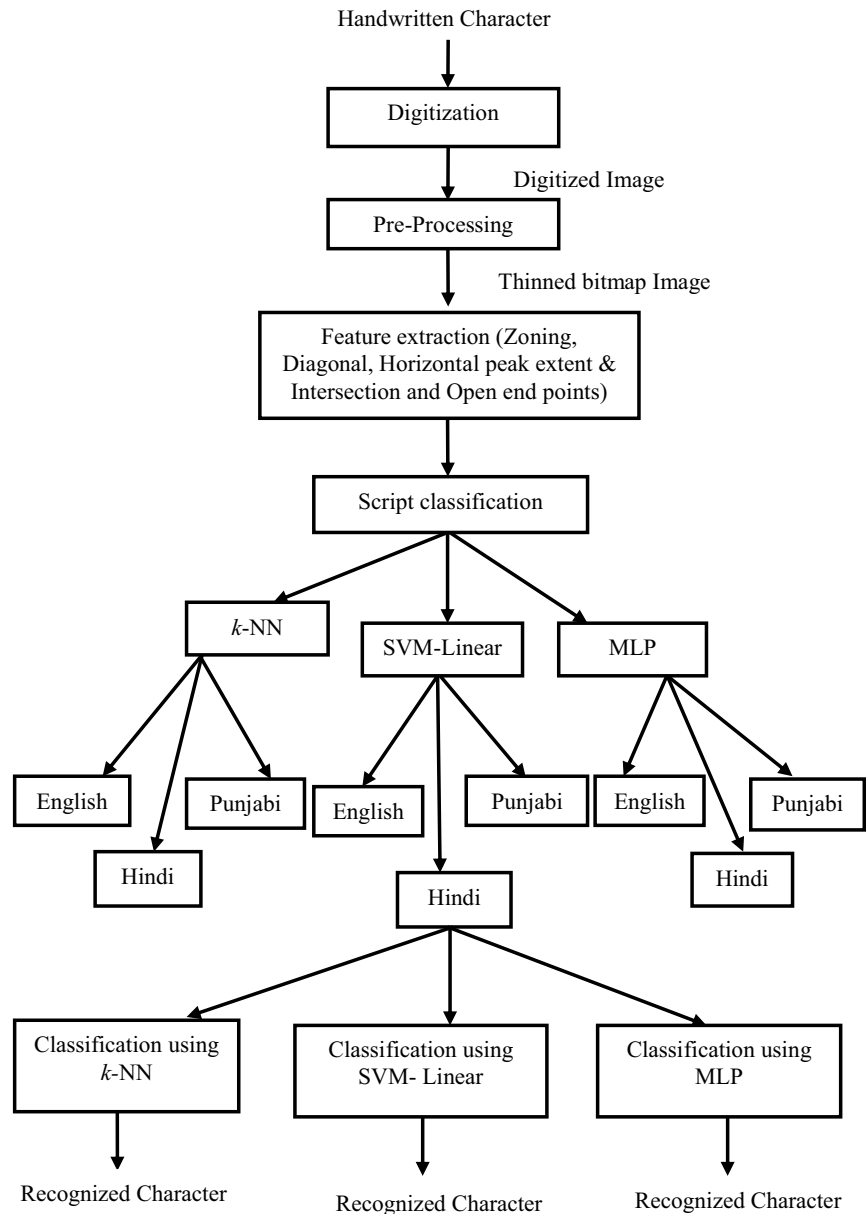 Handwritten Character
Digitization
Digitized Image
Pre-Processing
Thinned bitmap Image
Feature extraction (Zoning,
Diagonal, Horizontal peak extent &
Intersection and Open end points)
Script classification
k-NN
SVM-Linear
MLP
English
Hindi
Punjabi
English
Hindi
Punjabi
English
Hindi
Punjabi
Classification using
k-NN
Classification using
SVM- Linear
Classification using
MLP
Recognized Character
Recognized Character
Recognized Character